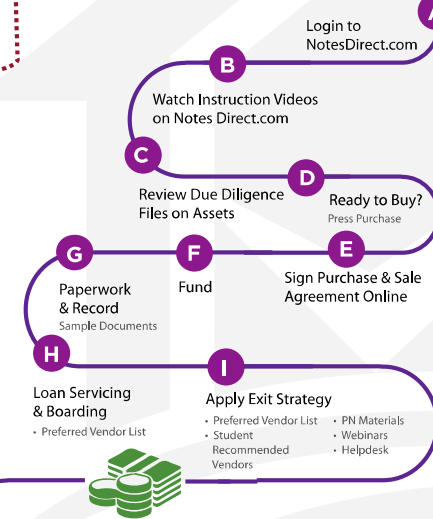 A
Login to
NotesDirect.com
B
Watch Instruction Videos
on Notes Direct.com
C
Review Due Diligence
Files on Assets
D
Ready to Buy?
Press Purchase
E
Sign Purchase & Sale
Agreement Online
F
Fund
G
Paperwork
& Record
Sample Documents
H
Loan Servicing
& Boarding
• Preferred Vendor List
I
Apply Exit Strategy
• Preferred Vendor List
• Student
Recommended
Vendors
• PN Materials
• Webinars
• Helpdesk